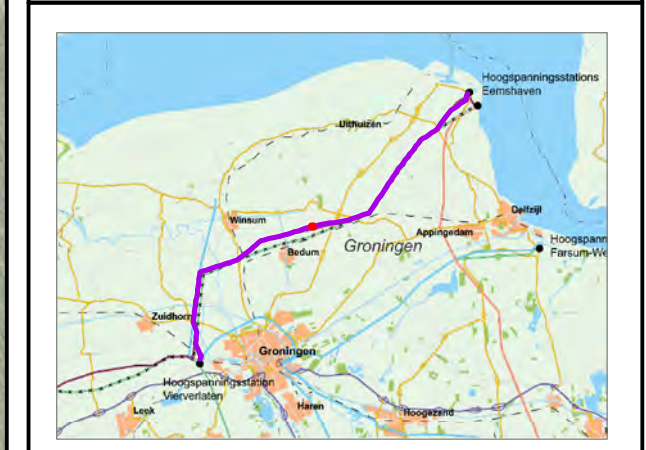 Hoogspanningsstations
Eemshaven
Uithuizen
Delfzijl
Winsum
Appingedam
Groningen
Hoogspann
Farsum-We
Bedum
Zuidhorn
Groningen
Hoogspanningsstation
Vierverlaten
Haren
Hoogezand
Leek